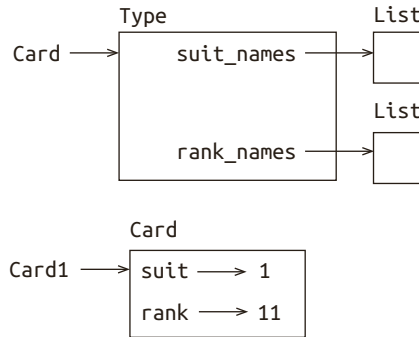 Type List
Card suit_names
List
rank_names
Card
Card1 suit 1
rank 11